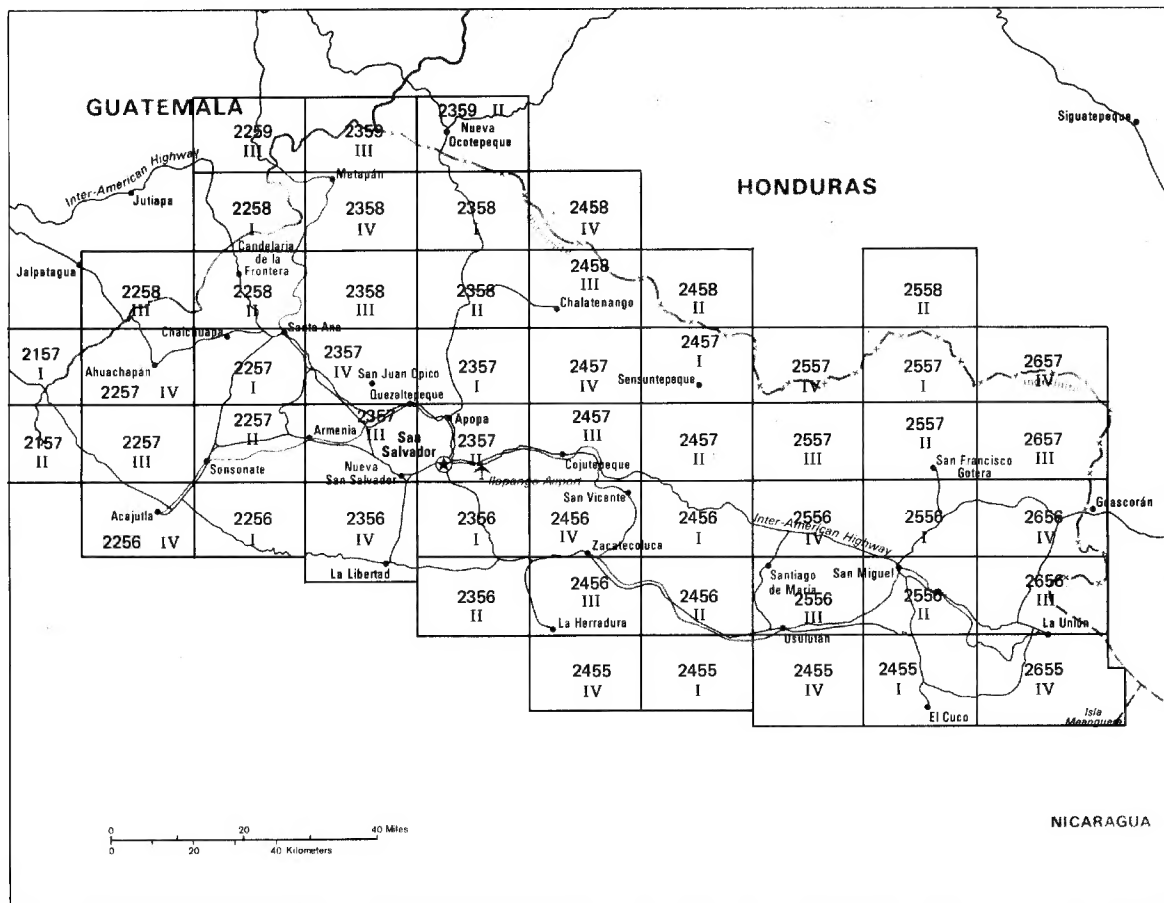 GUATEMALA
2259
III
2359
III
2359 II
Nueva
Ocotepeque
Siguatepeque
Inter-American Highway
Metapán
HONDURAS
Jutiapa
2258
I
2358
IV
2358
I
2458
IV
Candelaria
de la
Frontera
Jalpatagua
2258
III
2258
II
2358
III
2358
II
2458
III
Chalatenango
2458
II
2558
II
Chalchuapa
Santa Ana
2157
I
Ahuachapán
2257 IV
2257
I
2357
IV
San Juan Opico
Quezaltepeque
2357
I
2457
IV
2457
I
Sensuntepeque
2557
IV
2557
I
2657
IV
2157
II
2257
III
2257
II
Armenia
2357
III
San
Salvador
Apopa
2357
II
2457
III
2457
II
2557
III
2557
II
2657
III
Sonsonate
Nueva
San Salvador
Cojutepeque
Ilopango Airport
San Francisco
Gotera
San Vicente
Goascorán
Acajutla
2256 IV
2256
I
2356
IV
2356
I
2456
IV
2456
I
Inter-American Highway
2556
IV
2556
I
2656
IV
Zacatecoluca
La Libertad
Santiago
de María
San Miguel
2356
II
2456
III
2456
II
2556
III
2556
II
2656
III
La Herradura
Usulután
La Unión
2455
IV
2455
I
2455
IV
2455
I
2655
IV
El Cuco
Isla
Meanguera
0 20 40 Miles
0 20 40 Kilometers
NICARAGUA